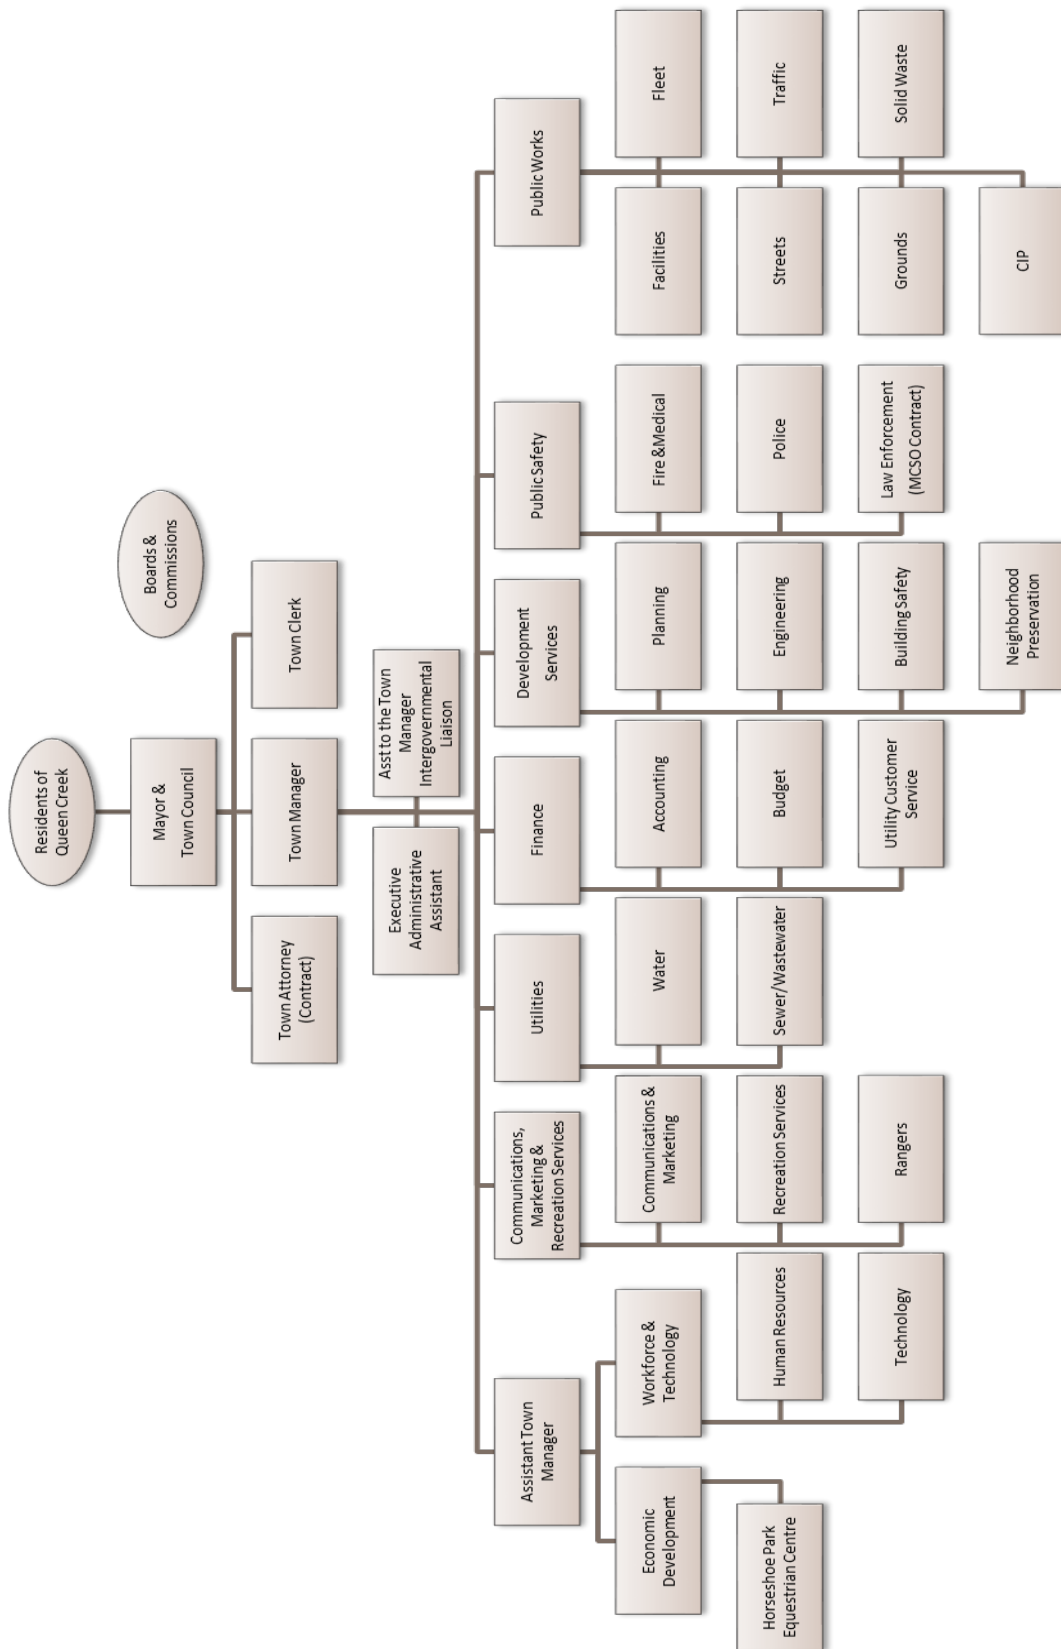 Residents of
Queen Creek
Boards &
Commissions
Mayor &
Town Council
Town Attorney
(Contract)
Town Manager
Town Clerk
Executive
Administrative
Assistant
Asst to the Town
Manager
Intergovernmental
Liaison
Assistant Town
Manager
Communications,
Marketing &
Recreation Services
Utilities
Finance
Development
Services
Public Safety
Public Works
Economic
Development
Workforce &
Technology
Communications &
Marketing
Water
Accounting
Planning
Fire &Medical
Facilities
Fleet
Horseshoe Park
Equestrian Centre
Human Resources
Recreation Services
Sewer/Wastewater
Budget
Engineering
Police
Streets
Traffic
Technology
Rangers
Utility Customer
Service
Building Safety
Law Enforcement
(MCSO Contract)
Grounds
Solid Waste
Neighborhood
Preservation
CIP